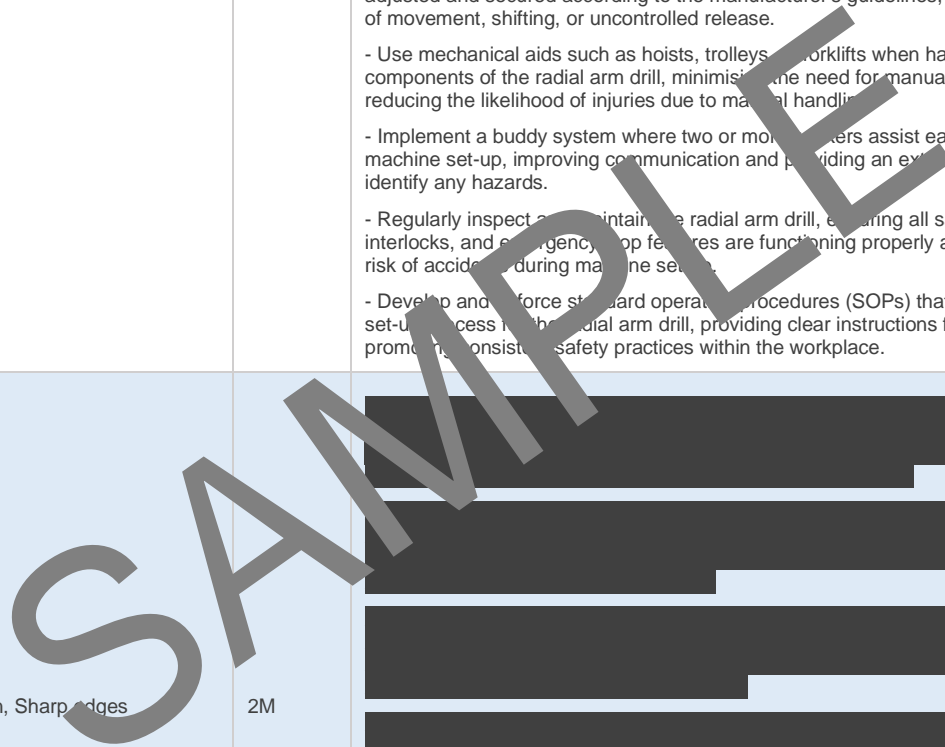 of movement, shifting, or uncontrolled release.
- Use mechanical aids such as hoists, trolleys, forklifts when ha
components of the radial arm drill, minimising the need for manua
reducing the likelihood of injuries due to manual handling.
- Implement a buddy system where two or more workers assist ea
machine set-up, improving communication and providing an ext
identify any hazards.
- Regularly inspect and maintain the radial arm drill, ensuring all s
interlocks, and emergency stop features are functioning properly a
risk of accidents during machine set-up.
- Develop and enforce standard operating procedures (SOPs) that
set-up process for the radial arm drill, providing clear instructions f
promoting consistent safety practices within the workplace.
n, Sharp edges 2M
SAMPLE